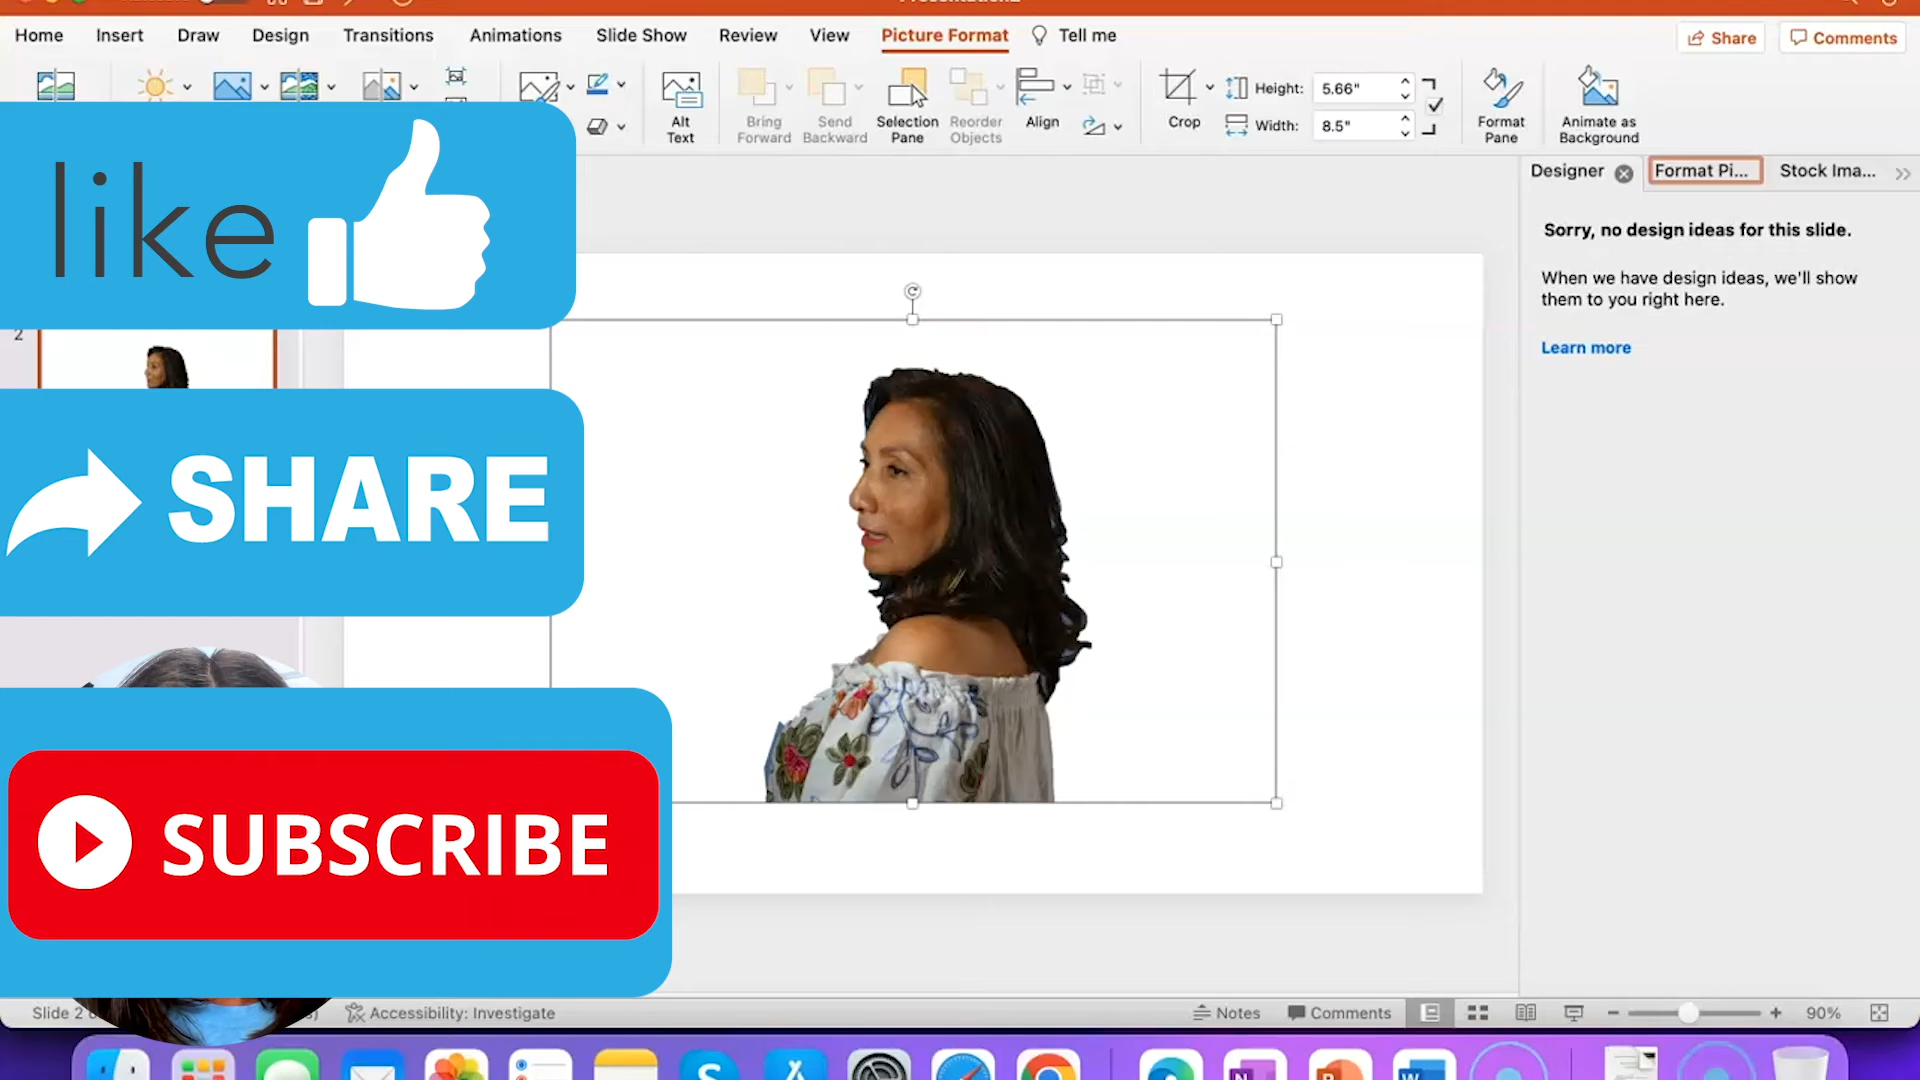 Home Insert Draw Design Transitions Animations Slide Show Review View Picture Format Tell me Share Comments
Alt Text
Bring Forward
Send Backward
Selection Pane
Reorder Objects
Align
Crop
Height: 5.66"
Width: 8.5"
Format Pane
Animate as Background
like
SHARE
SUBSCRIBE
2
Designer Format Pi... Stock Ima...
Sorry, no design ideas for this slide.
When we have design ideas, we'll show
them to you right here.
Learn more
Slide 2 Accessibility: Investigate Notes Comments 90%